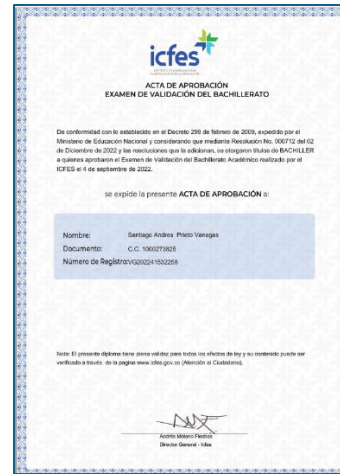 icfes
ACTA DE APROBACIÓN
EXAMEN DE VALIDACIÓN DEL BACHILLERATO
De conformidad con lo establecido en el Decreto 299 de febrero de 2009, expedido por el
Ministerio de Educación Nacional y considerando que mediante Resolución No. 000712 del 02
de Diciembre de 2022 y las resoluciones que la adicionan, se otorgaron títulos de BACHILLER
a quienes aprobaron el Examen de Validación del Bachillerato Académico realizado por el
ICFES el 4 de septiembre de 2022.
se expide la presente ACTA DE APROBACIÓN a:
Nombre: Santiago Andres Prieto Vanegas
Documento: C.C. 1000273825
Número de Registro: VG202241532258
Nota: El presente diploma tiene plena validez para todos los efectos de ley y su contenido puede ser
verificado a través de la pagina www.icfes.gov.co (Atención al Ciudadano).
Andrés Molano Flechas
Director General - Icfes